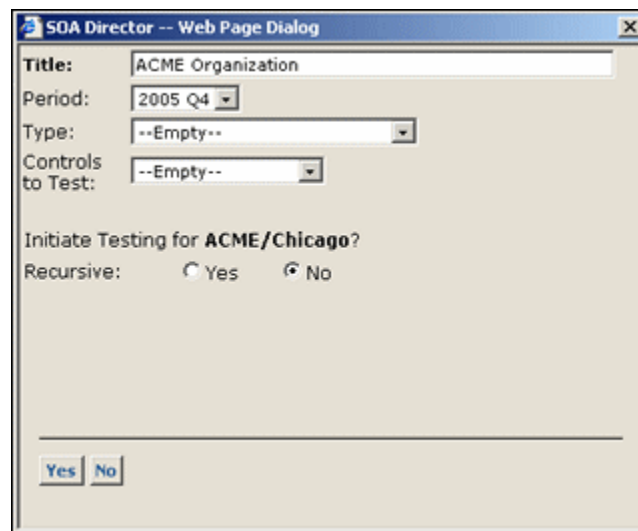 SOA Director -- Web Page Dialog
Title: ACME Organization
Period: 2005 Q4
Type: --Empty--
Controls
to Test: --Empty--
Initiate Testing for ACME/Chicago?
Recursive: Yes No
Yes No